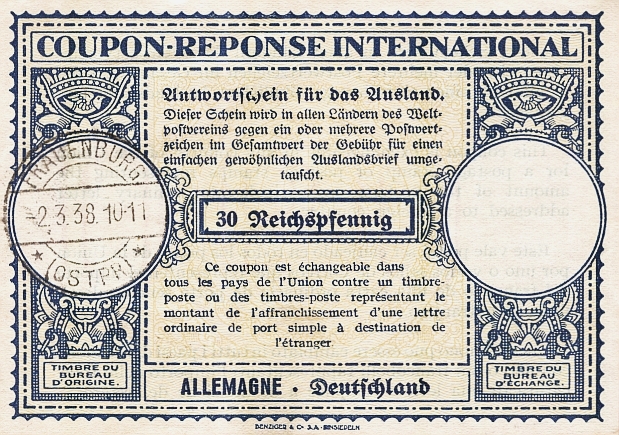 COUPON-REPONSE INTERNATIONAL
Antwortschein für das Ausland.
Dieser Schein wird in allen Ländern des Welt-
postvereins gegen ein oder mehrere Postwert-
zeichen im Gesamtwert der Gebühr für einen
einfachen gewöhnlichen Auslandsbrief umge-
tauscht.
FRAUENBURG
-2.3.38.10-11
(OSTPR)
30 Reichspfennig
Ce coupon est échangeable dans
tous les pays de l'Union contre un timbre-
poste ou des timbres-poste représentant le
montant de l'affranchissement d'une lettre
ordinaire de port simple à destination de
l'étranger.
TIMBRE DU
BUREAU
D'ORIGINE.
ALLEMAGNE · Deutschland
TIMBRE DU
BUREAU
D'ÉCHANGE.
BENZIGER & Co S.A. EINSIEDELN